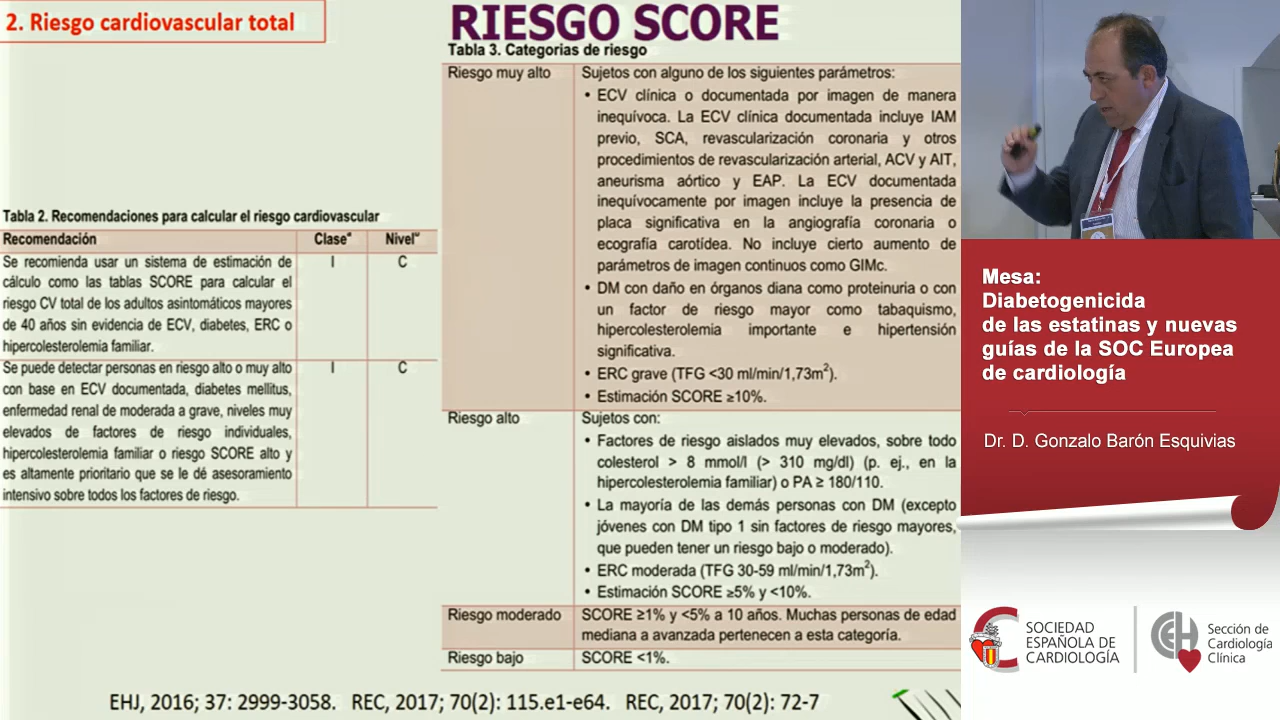 2. Riesgo cardiovascular total
RIESGO SCORE
Tabla 2. Recomendaciones para calcular el riesgo cardiovascular
Recomendación Clase Nivel
Se recomienda usar un sistema de estimación de I C
cálculo como las tablas SCORE para calcular el
riesgo CV total de los adultos asintomáticos mayores
de 40 años sin evidencia de ECV, diabetes, ERC o
hipercolesterolemia familiar.
Se puede detectar personas en riesgo alto o muy alto I C
con base en ECV documentada, diabetes mellitus,
enfermedad renal de moderada a grave, niveles muy
elevados de factores de riesgo individuales,
hipercolesterolemia familiar o riesgo SCORE alto y
es altamente prioritario que se le dé asesoramiento
intensivo sobre todos los factores de riesgo.
Tabla 3. Categorias de riesgo
Riesgo muy alto Sujetos con alguno de los siguientes parámetros:
• ECV clínica o documentada por imagen de manera
inequívoca. La ECV clínica documentada incluye IAM
previo, SCA, revascularización coronaria y otros
procedimientos de revascularización arterial, ACV y AIT,
aneurisma aórtico y EAP. La ECV documentada
inequívocamente por imagen incluye la presencia de
placa significativa en la angiografía coronaria o
ecografía carotídea. No incluye cierto aumento de
parámetros de imagen continuos como GIMc.
• DM con daño en órganos diana como proteinuria o con
un factor de riesgo mayor como tabaquismo,
hipercolesterolemia importante e hipertensión
significativa.
• ERC grave (TFG <30 ml/min/1,73m²).
• Estimación SCORE ≥10%.
Riesgo alto Sujetos con:
• Factores de riesgo aislados muy elevados, sobre todo
colesterol > 8 mmol/l (> 310 mg/dl) (p. ej., en la
hipercolesterolemia familiar) o PA ≥ 180/110.
• La mayoría de las demás personas con DM (excepto
jóvenes con DM tipo 1 sin factores de riesgo mayores,
que pueden tener un riesgo bajo o moderado).
• ERC moderada (TFG 30-59 ml/min/1,73m²).
• Estimación SCORE ≥5% y <10%.
Riesgo moderado SCORE ≥1% y <5% a 10 años. Muchas personas de edad
mediana a avanzada pertenecen a esta categoría.
Riesgo bajo SCORE <1%.
EHJ, 2016; 37: 2999-3058. REC, 2017; 70(2): 115.e1-e64. REC, 2017; 70(2): 72-7
Mesa:
Diabetogenicida
de las estatinas y nuevas
guías de la SOC Europea
de cardiología
Dr. D. Gonzalo Barón Esquivias
SOCIEDAD
ESPAÑOLA DE
CARDIOLOGÍA
Sección de
Cardiología
Clínica